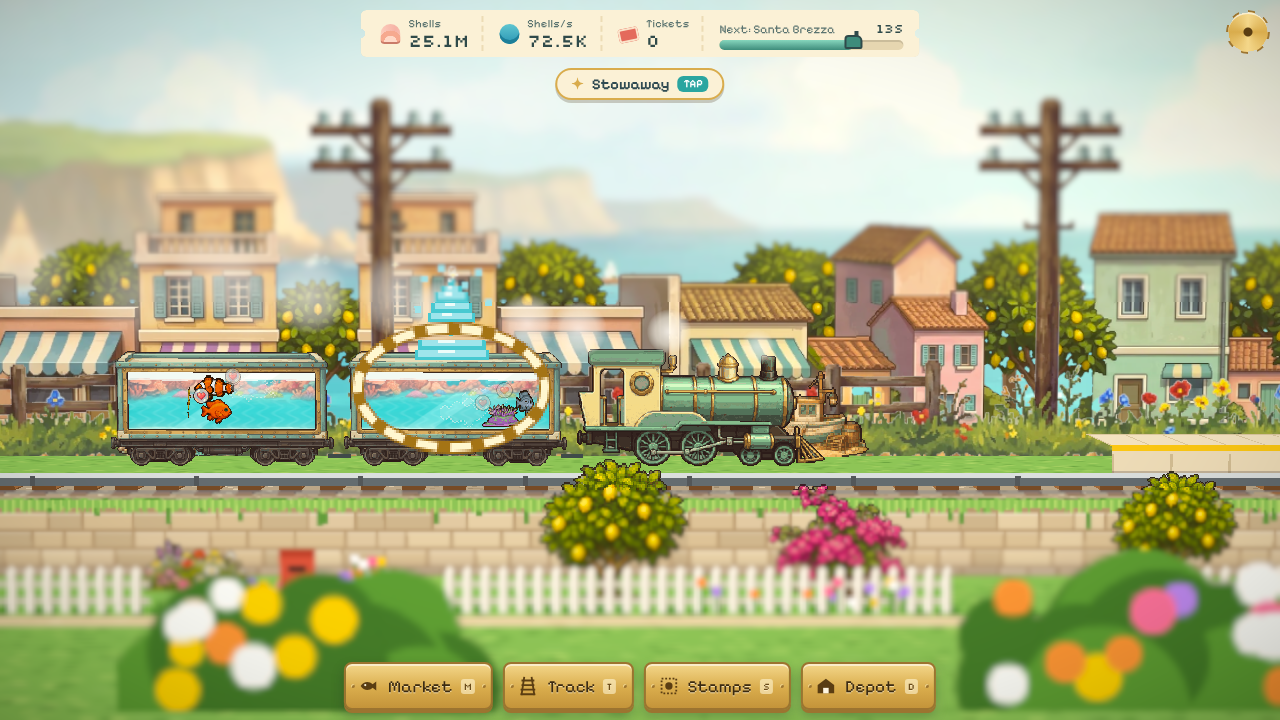 Shells
25.1M
Shells/s
72.5K
Tickets
0
Next: Santa Brezza
13S
Stowaway TAP
Market M
Track T
Stamps S
Depot D